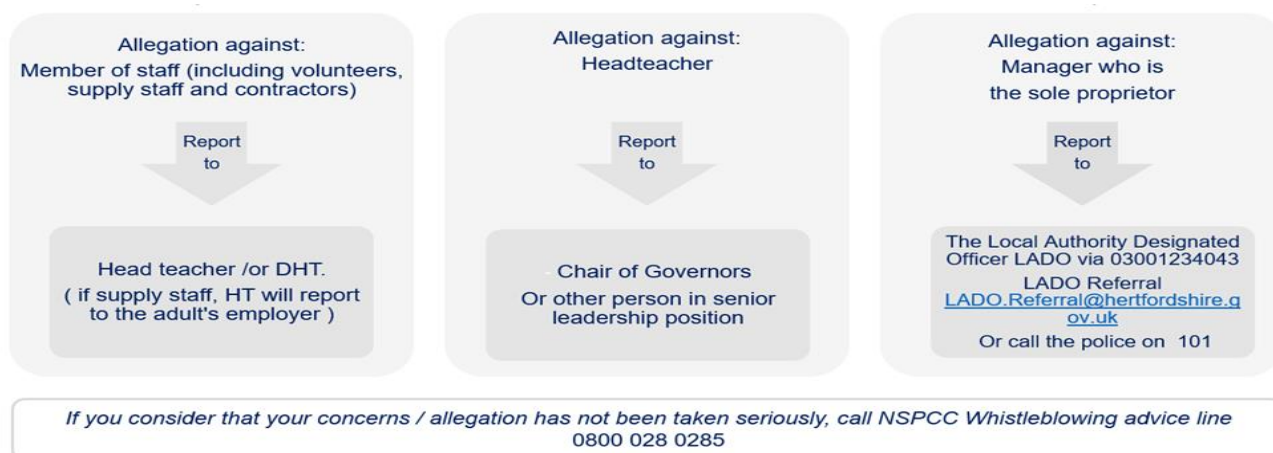 Allegation against:
Member of staff (including volunteers,
supply staff and contractors)
Report
to
Head teacher /or DHT.
( if supply staff, HT will report
to the adult's employer )
Allegation against:
Headteacher
Report
to
Chair of Governors
Or other person in senior
leadership position
Allegation against:
Manager who is
the sole proprietor
Report
to
The Local Authority Designated
Officer LADO via 03001234043
LADO Referral
LADO.Referral@hertfordshire.g
ov.uk
Or call the police on 101
If you consider that your concerns / allegation has not been taken seriously, call NSPCC Whistleblowing advice line
0800 028 0285